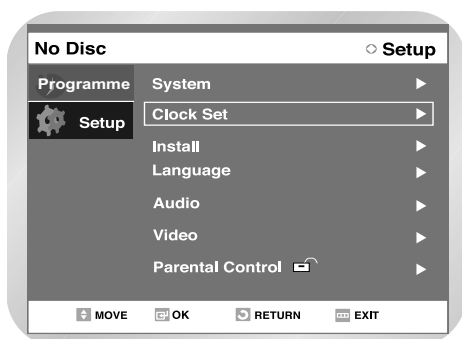 No Disc Setup
Programme
Setup
System
Clock Set
Install
Language
Audio
Video
Parental Control
MOVE OK RETURN EXIT